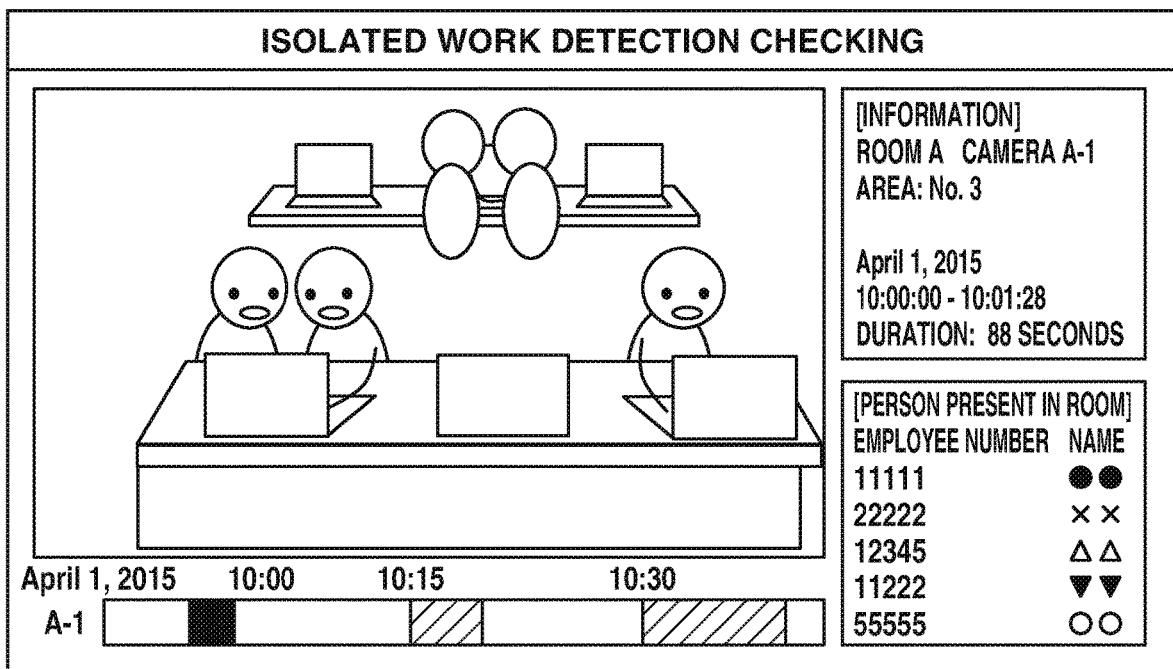 ISOLATED WORK DETECTION CHECKING
[INFORMATION]
ROOM A CAMERA A-1
AREA: No. 3
April 1, 2015
10:00:00 - 10:01:28
DURATION: 88 SECONDS
[PERSON PRESENT IN ROOM]
EMPLOYEE NUMBER NAME
11111 ●●
22222 ××
12345 △△
11222 ▼▼
55555 ○○
April 1, 2015 10:00 10:15 10:30
A-1